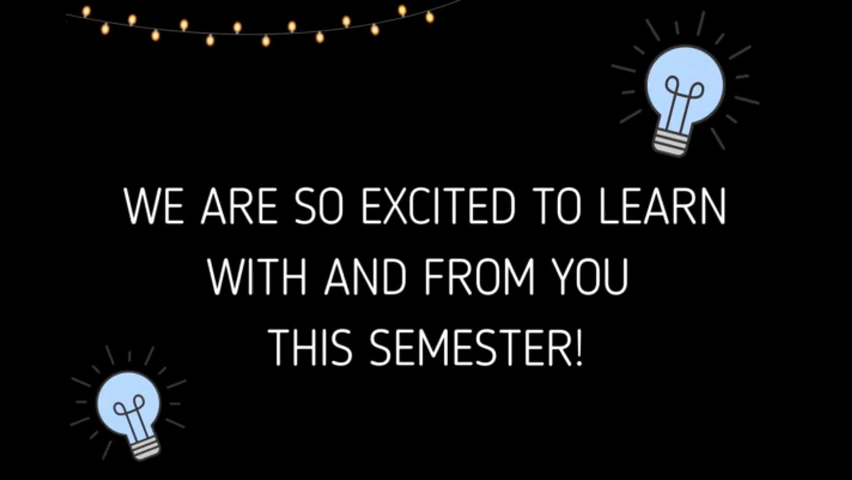 WE ARE SO EXCITED TO LEARN
WITH AND FROM YOU
THIS SEMESTER!